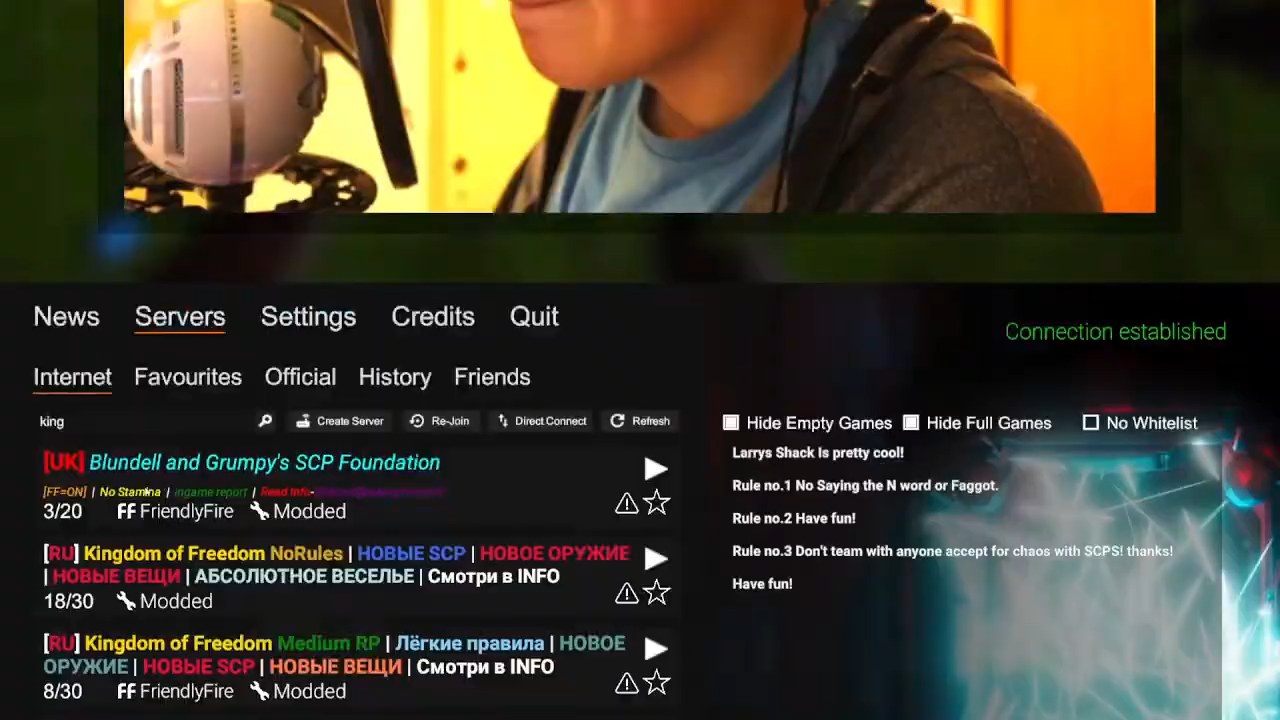 News Servers Settings Credits Quit
Connection established
Internet Favourites Official History Friends
king Create Server Re-Join Direct Connect Refresh
Hide Empty Games Hide Full Games No Whitelist
[UK] Blundell and Grumpy's SCP Foundation
[FF=ON] | No Stamina | ingame report | Read Info-
3/20 FF FriendlyFire Modded
[RU] Kingdom of Freedom NoRules | НОВЫЕ SCP | НОВОЕ ОРУЖИЕ
| НОВЫЕ ВЕЩИ | АБСОЛЮТНОЕ ВЕСЕЛЬЕ | Смотри в INFO
18/30 Modded
[RU] Kingdom of Freedom Medium RP | Лёгкие правила | НОВОЕ
ОРУЖИЕ | НОВЫЕ SCP | НОВЫЕ ВЕЩИ | Смотри в INFO
8/30 FF FriendlyFire Modded
Larrys Shack Is pretty cool!
Rule no.1 No Saying the N word or Faggot.
Rule no.2 Have fun!
Rule no.3 Don't team with anyone accept for chaos with SCPS! thanks!
Have fun!